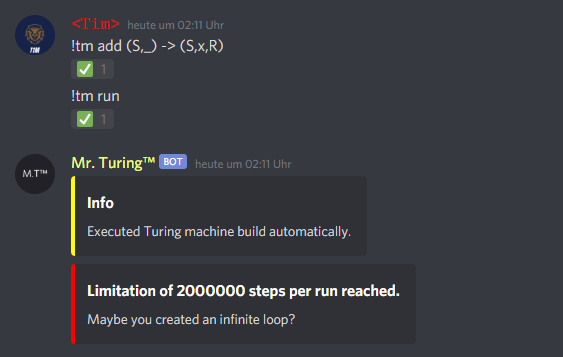 <Tim> heute um 02:11 Uhr
!tm add (S,_) -> (S,x,R)
✅ 1
!tm run
✅ 1
Mr. Turing™ BOT heute um 02:11 Uhr
Info
Executed Turing machine build automatically.
Limitation of 2000000 steps per run reached.
Maybe you created an infinite loop?
T1M
M.T™